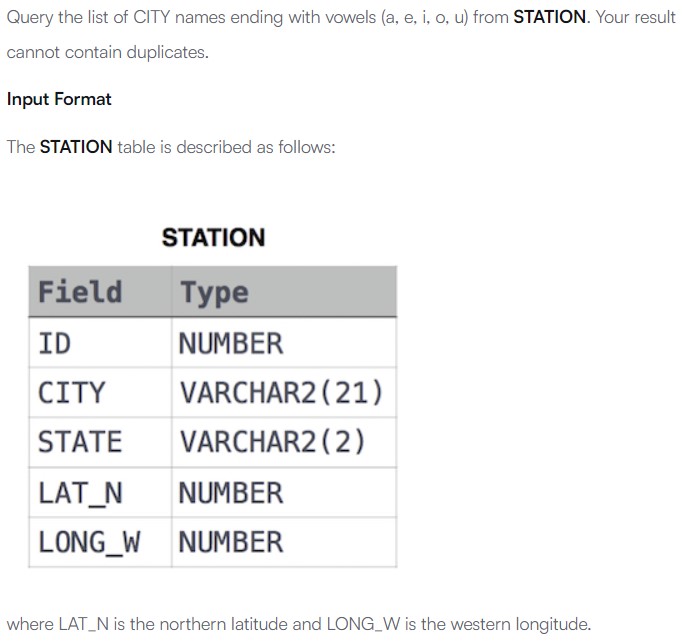 Query the list of CITY names ending with vowels (a, e, i, o, u) from STATION. Your result
cannot contain duplicates.
Input Format
The STATION table is described as follows:
STATION
Field Type
ID NUMBER
CITY VARCHAR2(21)
STATE VARCHAR2(2)
LAT_N NUMBER
LONG_W NUMBER
where LAT_N is the northern latitude and LONG_W is the western longitude.